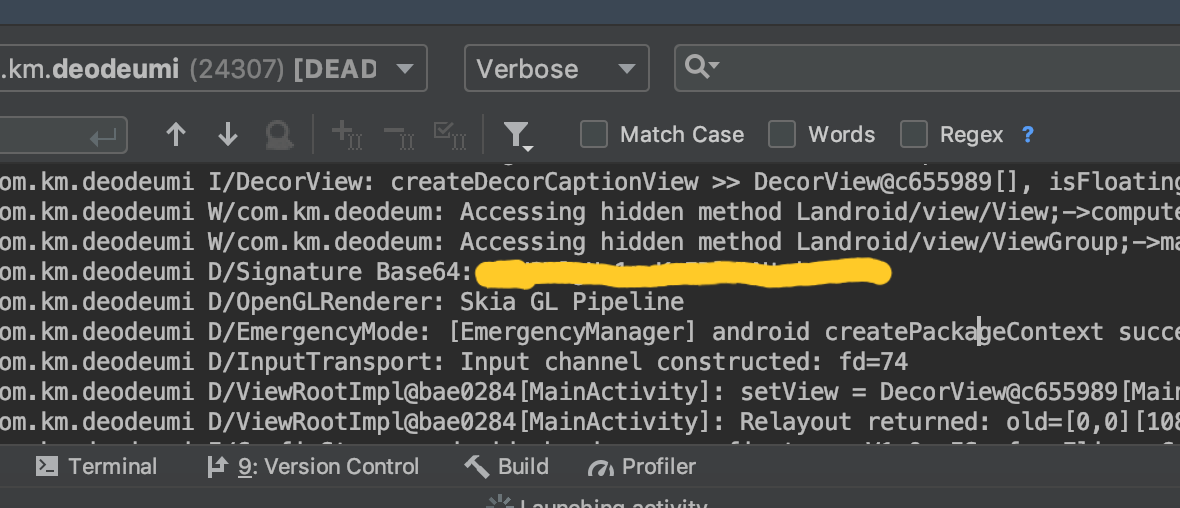 .km.deodeumi (24307) [DEAD
Verbose
Match Case Words Regex ?
om.km.deodeumi I/DecorView: createDecorCaptionView >> DecorView@c655989[], isFloating
om.km.deodeumi W/com.km.deodeum: Accessing hidden method Landroid/view/View;->compute
om.km.deodeumi W/com.km.deodeum: Accessing hidden method Landroid/view/ViewGroup;->ma
om.km.deodeumi D/Signature Base64:
om.km.deodeumi D/OpenGLRenderer: Skia GL Pipeline
om.km.deodeumi D/EmergencyMode: [EmergencyManager] android createPackageContext succe
om.km.deodeumi D/InputTransport: Input channel constructed: fd=74
om.km.deodeumi D/ViewRootImpl@bae0284[MainActivity]: setView = DecorView@c655989[Main
om.km.deodeumi D/ViewRootImpl@bae0284[MainActivity]: Relayout returned: old=[0,0][108
Terminal 9: Version Control Build Profiler
Launching activity